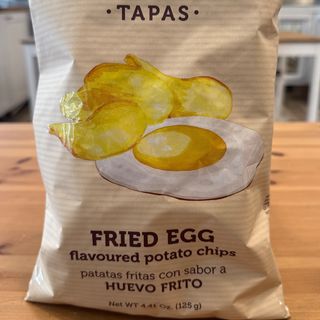 · TAPAS ·
FRIED EGG
flavoured potato chips
patatas fritas con sabor a
HUEVO FRITO
Net WT 4.41 Oz. (125 g)